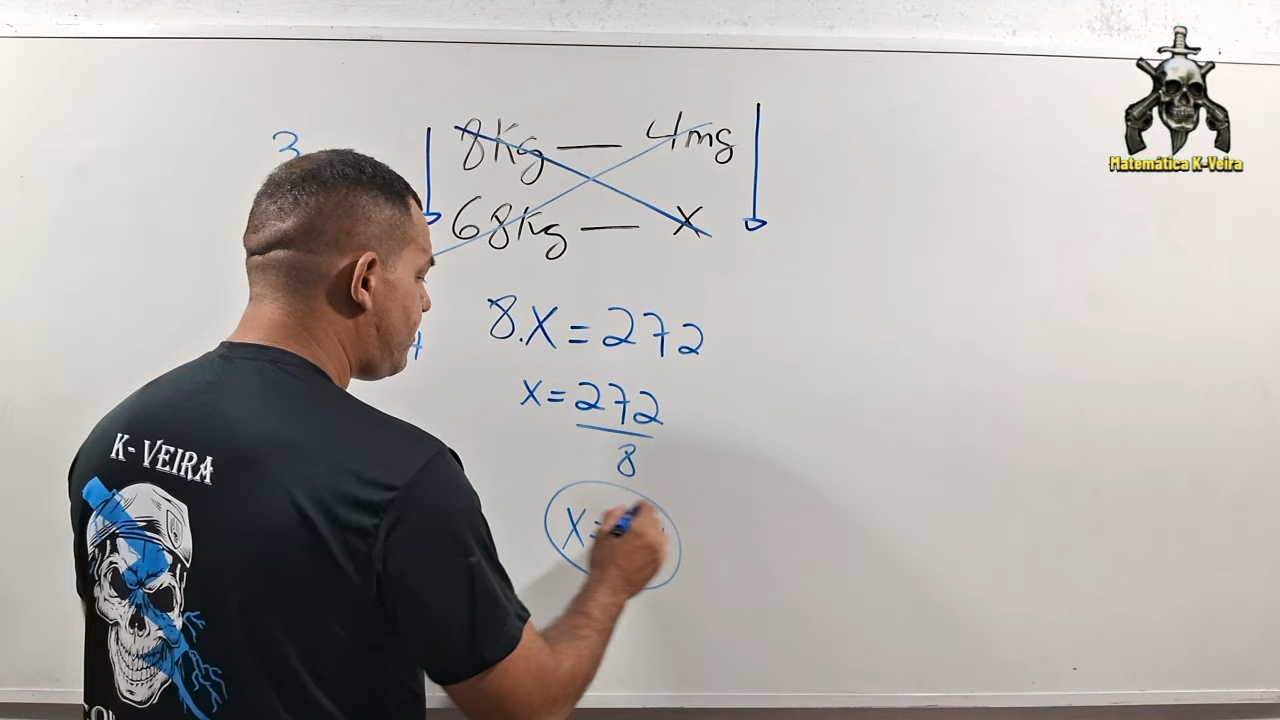 Matemática K-Veira
3
8Kg — 4mg
68Kg — X
8.X = 272
X = 272
8
X =
K- VEIRA